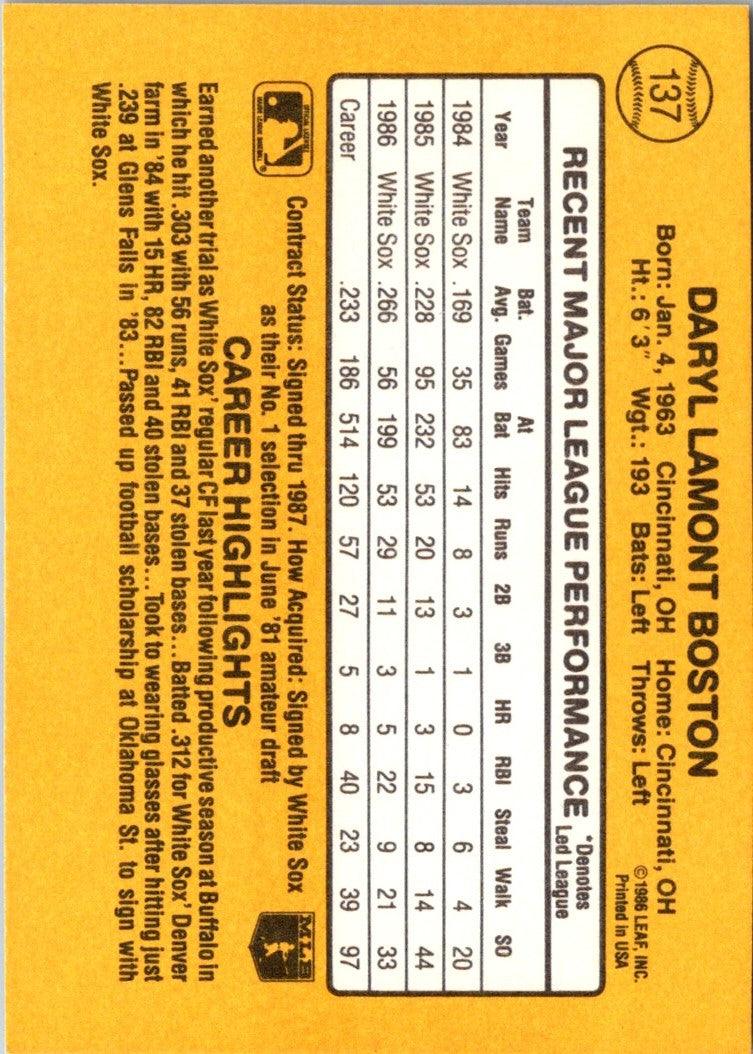 137
DARYL LAMONT BOSTON
Born: Jan. 4, 1963 Cincinnati, OH Home: Cincinnati, OH
Ht.: 6'3" Wgt.: 193 Bats: Left Throws: Left
©1986 LEAF, INC.
Printed in USA
RECENT MAJOR LEAGUE PERFORMANCE *Denotes Led League
Year Team Name Bat. Avg. Games At Bat Hits Runs 2B 3B HR RBI Steal Walk SO
1984 White Sox .169 35 83 14 8 3 1 0 3 6 4 20
1985 White Sox .228 95 232 53 20 13 1 3 15 8 14 44
1986 White Sox .266 56 199 53 29 11 3 5 22 9 21 33
Career .233 186 514 120 57 27 5 8 40 23 39 97
OFFICIAL LICENSEE
MAJOR LEAGUE BASEBALL
Contract Status: Signed thru 1987. How Acquired: Signed by White Sox
as their No. 1 selection in June '81 amateur draft
MLB
CAREER HIGHLIGHTS
Earned another trial as White Sox' regular CF last year following productive season at Buffalo in
which he hit .303 with 56 runs, 41 RBI and 37 stolen bases...Batted .312 for White Sox' Denver
farm in '84 with 15 HR, 82 RBI and 40 stolen bases...Took to wearing glasses after hitting just
.239 at Glens Falls in '83...Passed up football scholarship at Oklahoma St. to sign with
White Sox.